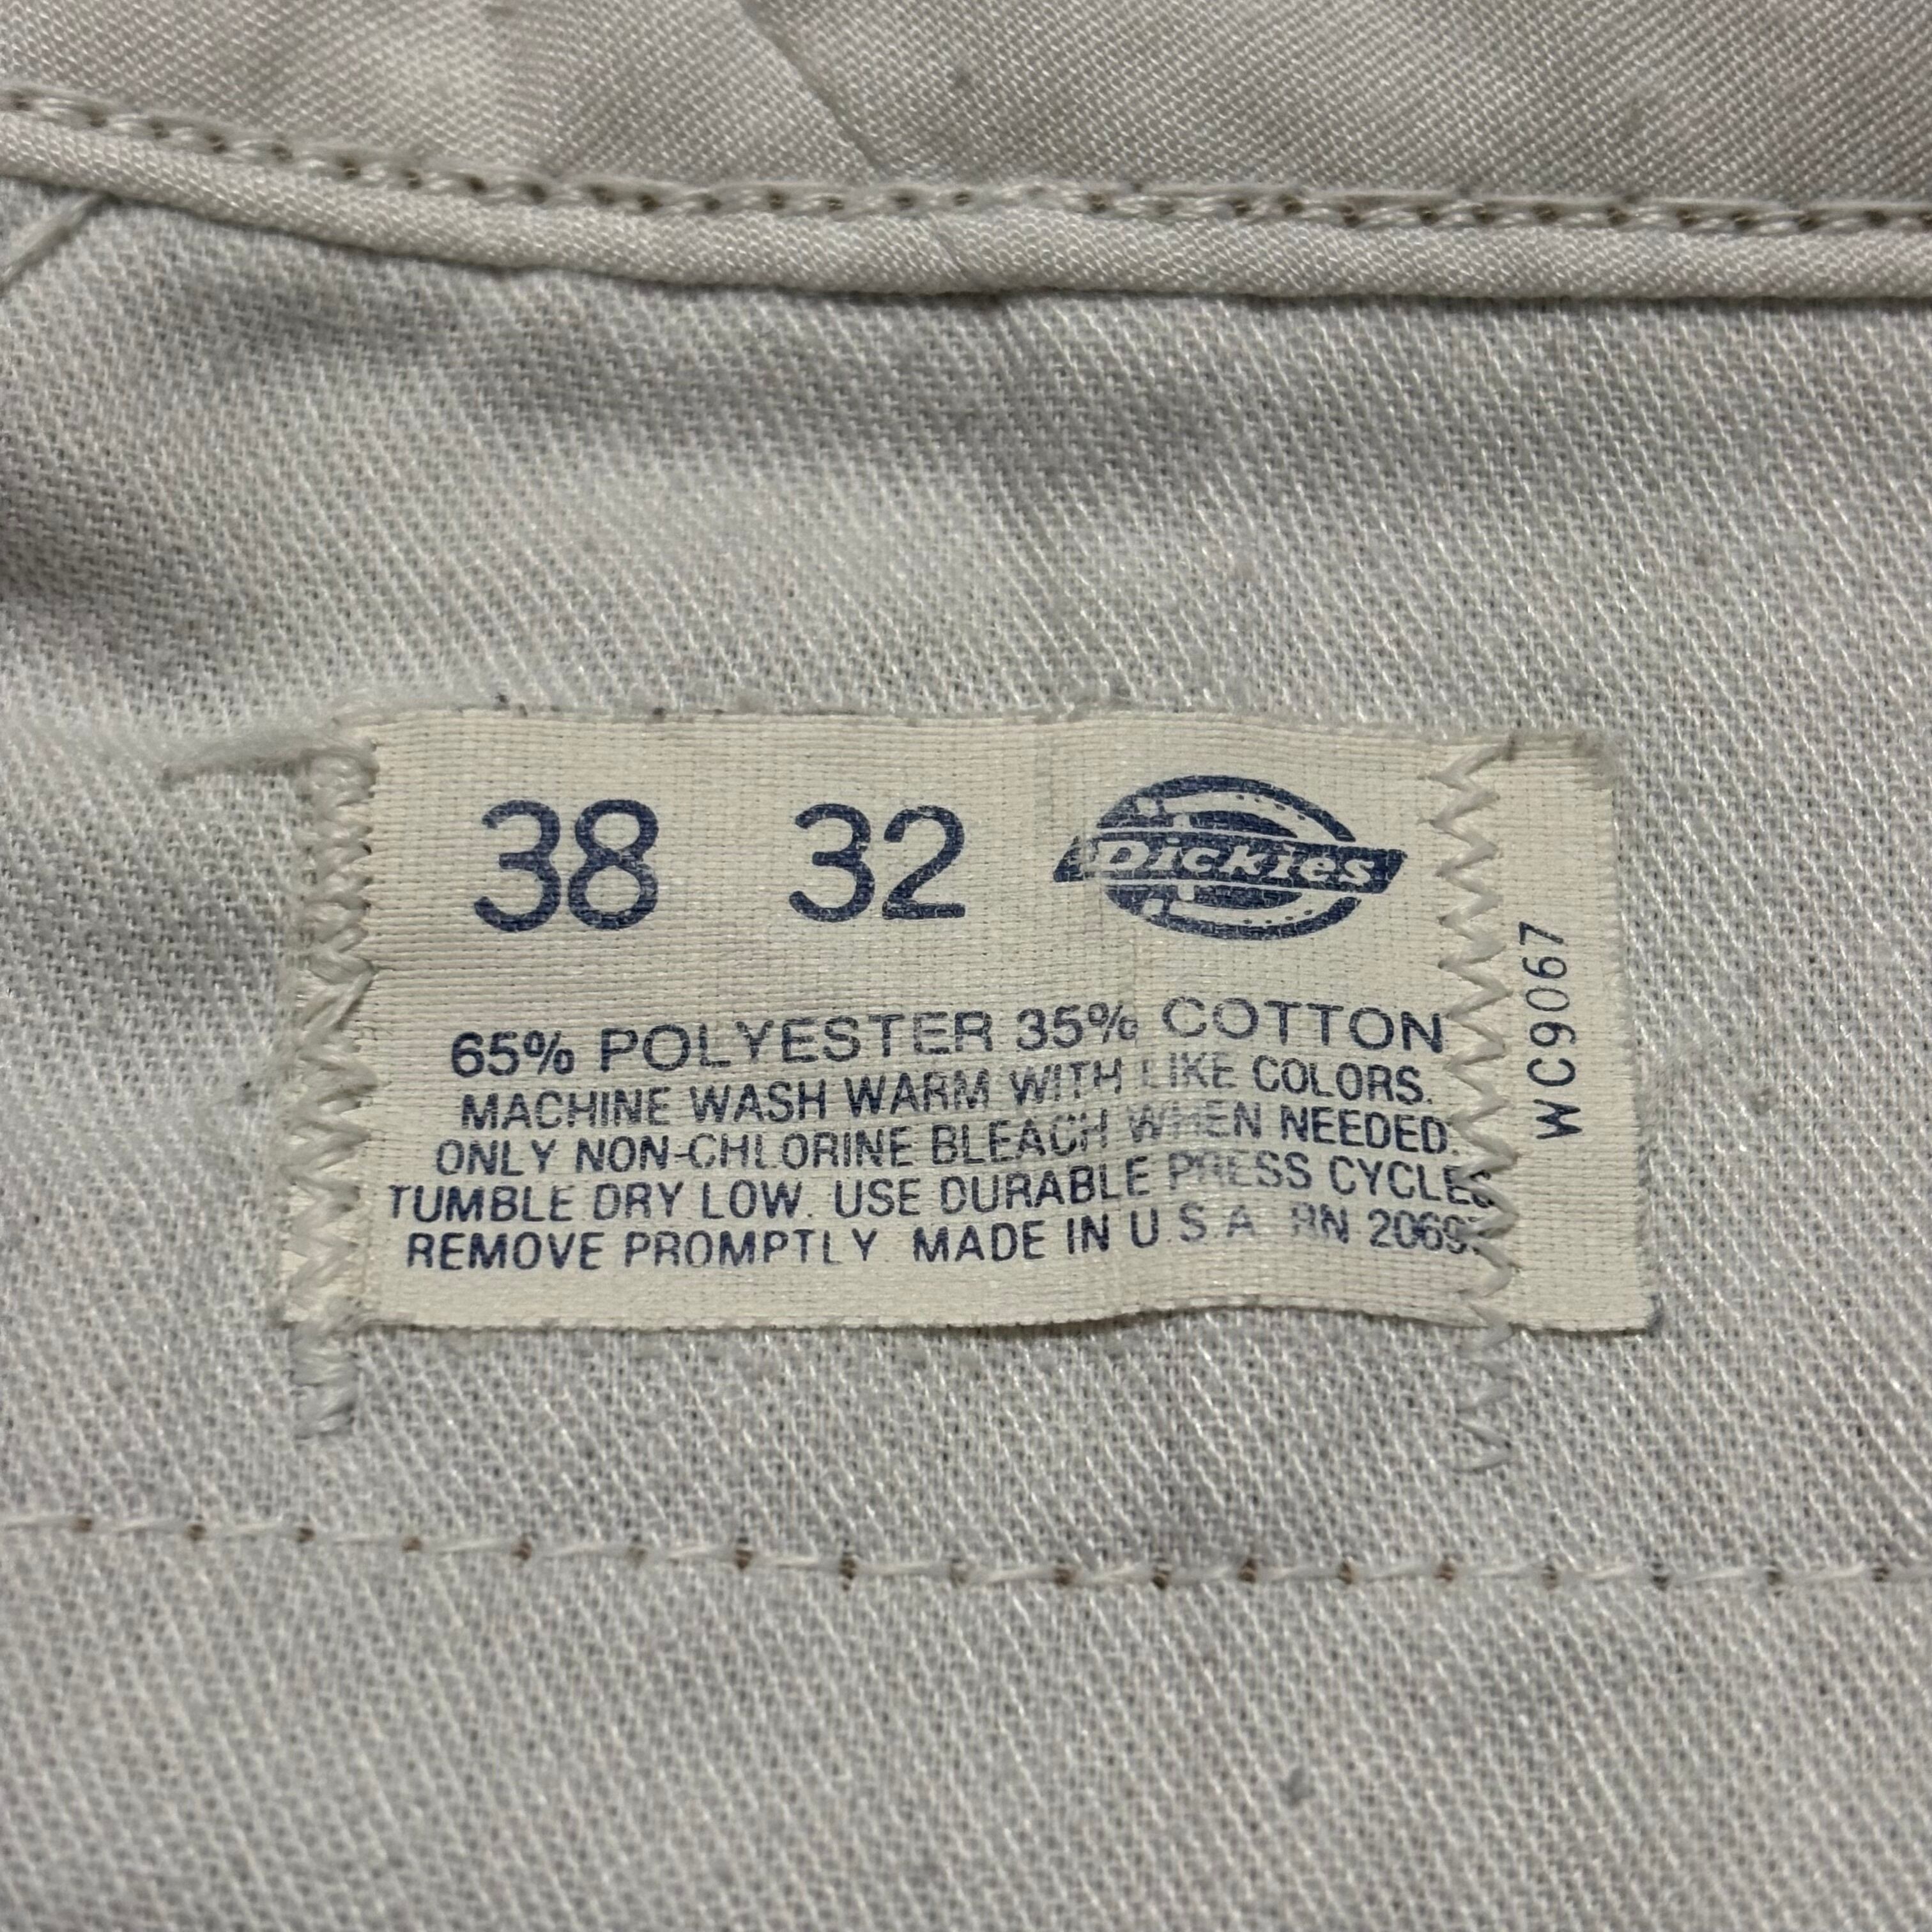 38 32 Dickies
65% POLYESTER 35% COTTON
MACHINE WASH WARM WITH LIKE COLORS.
ONLY NON-CHLORINE BLEACH WHEN NEEDED.
TUMBLE DRY LOW. USE DURABLE PRESS CYCLES
REMOVE PROMPTLY MADE IN U.S.A. RN
WC9067